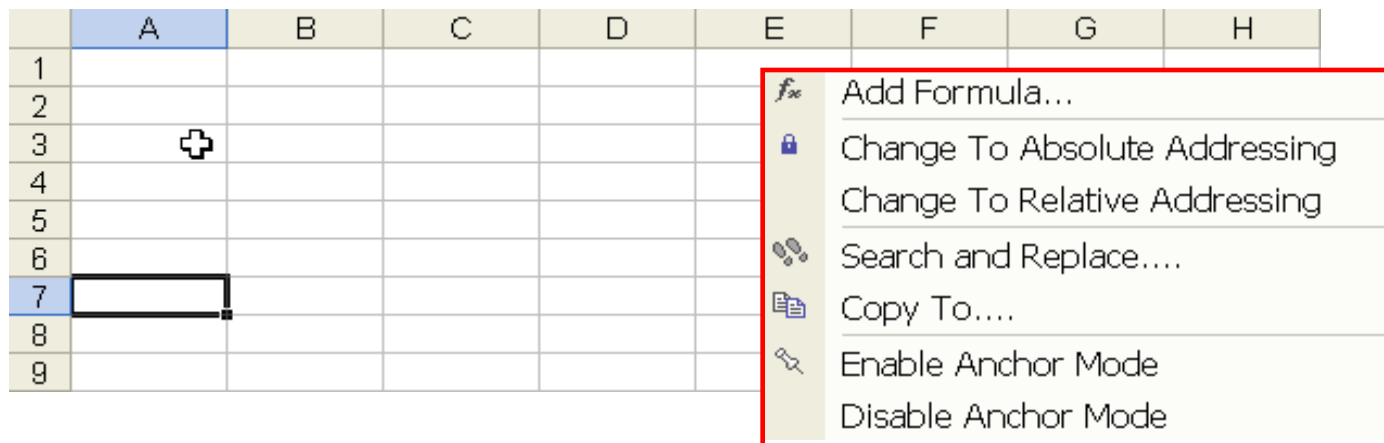 A B C D E F G H
1
2
3
4
5
6
7
8
9
Add Formula...
Change To Absolute Addressing
Change To Relative Addressing
Search and Replace....
Copy To....
Enable Anchor Mode
Disable Anchor Mode